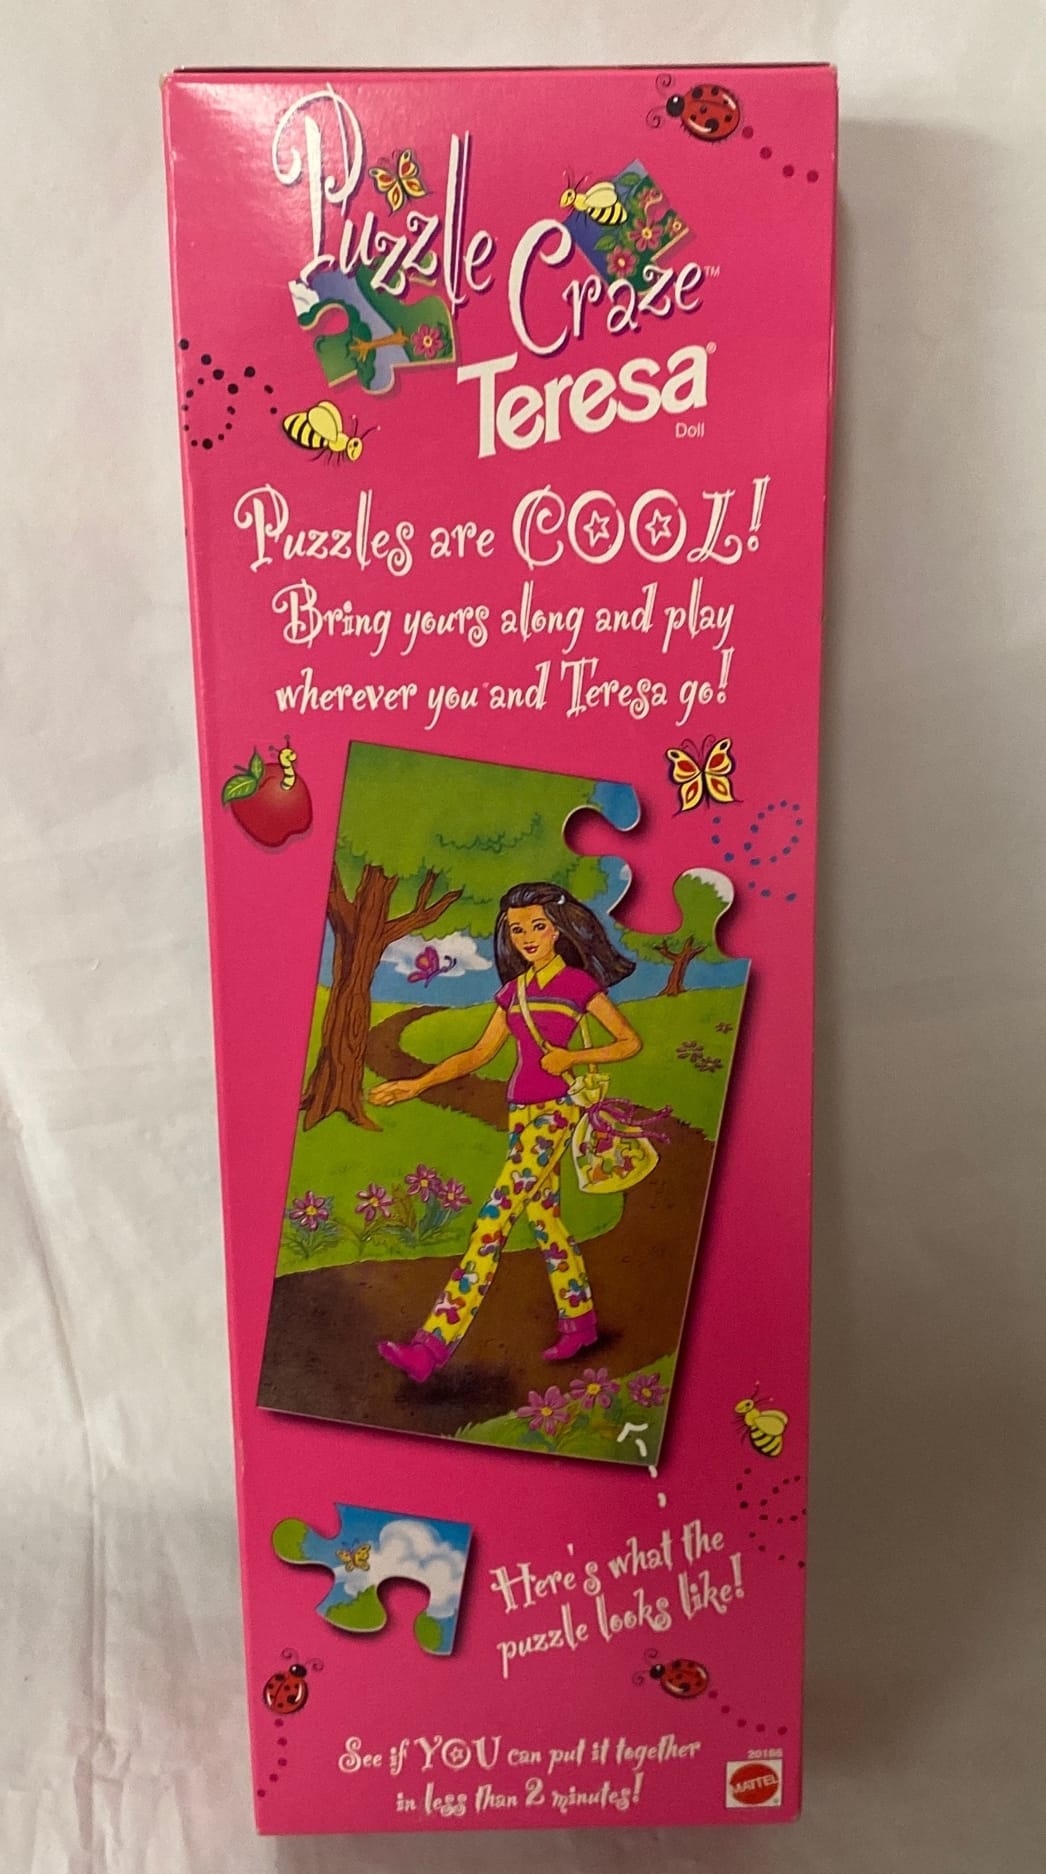 Puzzle
Craze™
Teresa®
Doll
Puzzles are COOL!
Bring yours along and play
wherever you and Teresa go!
Here's what the
puzzle looks like!
See if YOU can put it together
in less than 2 minutes!
MATTEL